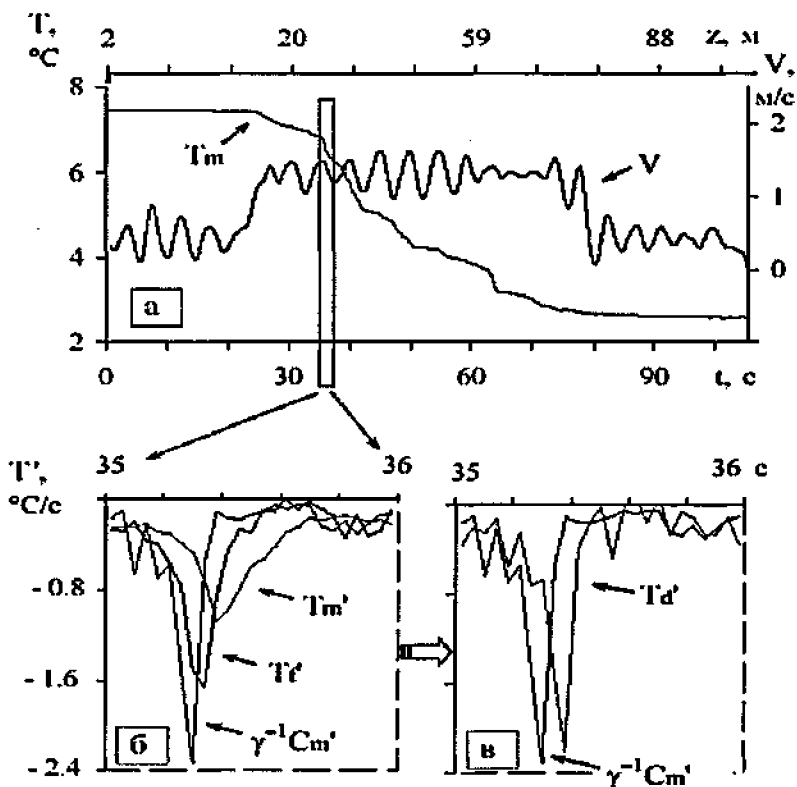 T,
°C
2 20 59 88 z, м
V,
м/с
8
6
4
2
2
1
0
Tm
V
а
0 30 60 90 t, с
T',
°C/с
35 36
35 36 с
- 0.8
- 1.6
- 2.4
Tm'
Tt'
γ⁻¹Cm'
б
Td'
γ⁻¹Cm'
в